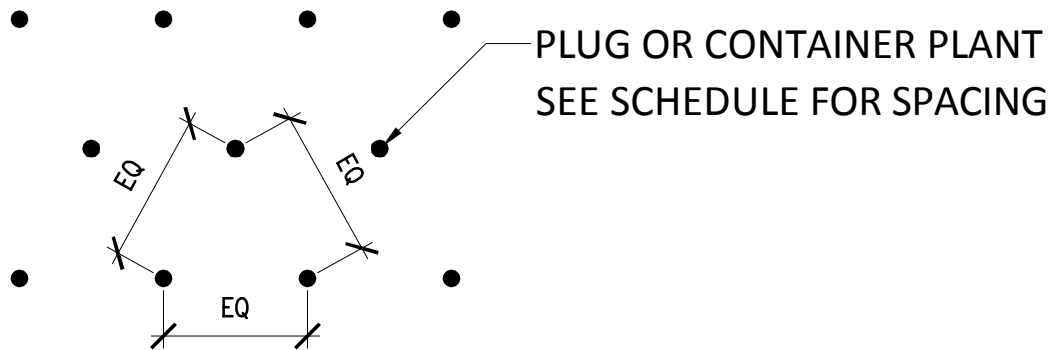 PLUG OR CONTAINER PLANT
SEE SCHEDULE FOR SPACING
EQ
EQ
EQ